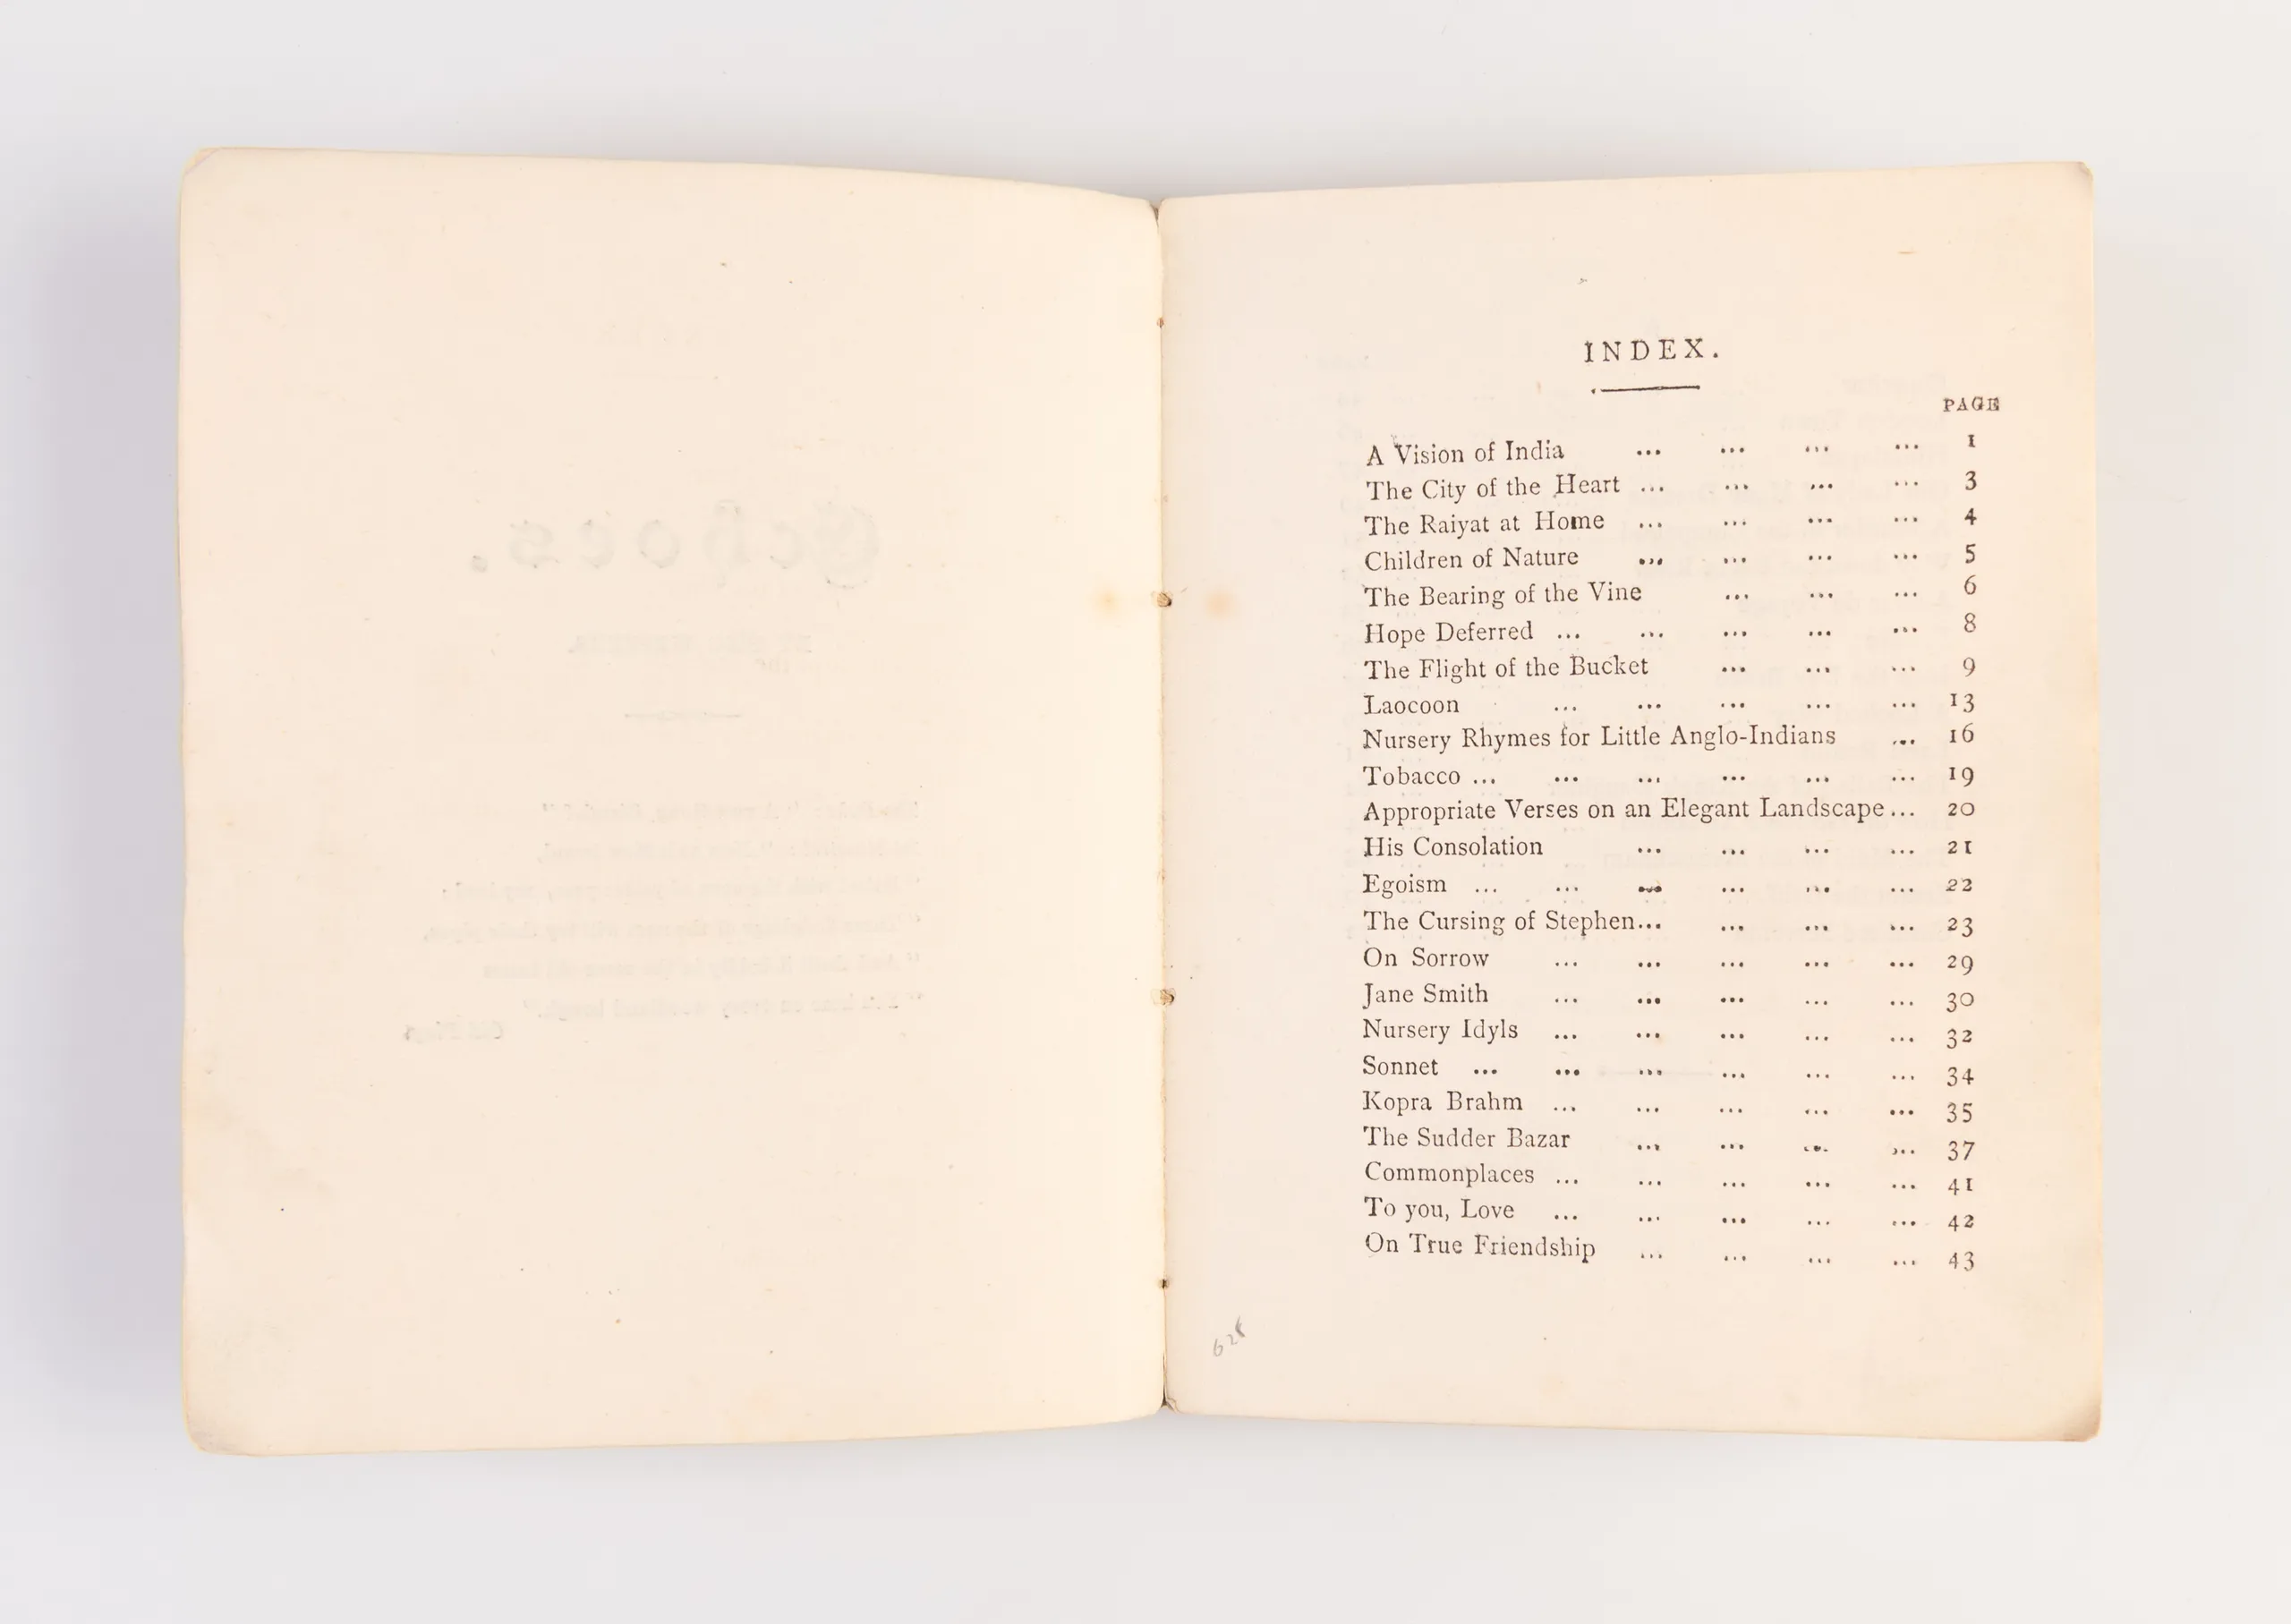 Echoes.
INDEX.
PAGE
A Vision of India ... ... ... ... 1
The City of the Heart ... ... ... ... 3
The Raiyat at Home ... ... ... ... 4
Children of Nature ... ... ... ... 5
The Bearing of the Vine ... ... ... 6
Hope Deferred ... ... ... ... ... 8
The Flight of the Bucket ... ... ... 9
Laocoon ... ... ... ... ... 13
Nursery Rhymes for Little Anglo-Indians ... 16
Tobacco ... ... ... ... ... ... 19
Appropriate Verses on an Elegant Landscape... 20
His Consolation ... ... ... ... 21
Egoism ... ... ... ... ... ... 22
The Cursing of Stephen... ... ... ... 23
On Sorrow ... ... ... ... ... 29
Jane Smith ... ... ... ... ... 30
Nursery Idyls ... ... ... ... ... 32
Sonnet ... ... ... ... ... ... 34
Kopra Brahm ... ... ... ... ... 35
The Sudder Bazar ... ... ... ... 37
Commonplaces ... ... ... ... ... 41
To you, Love ... ... ... ... ... 42
On True Friendship ... ... ... ... 43